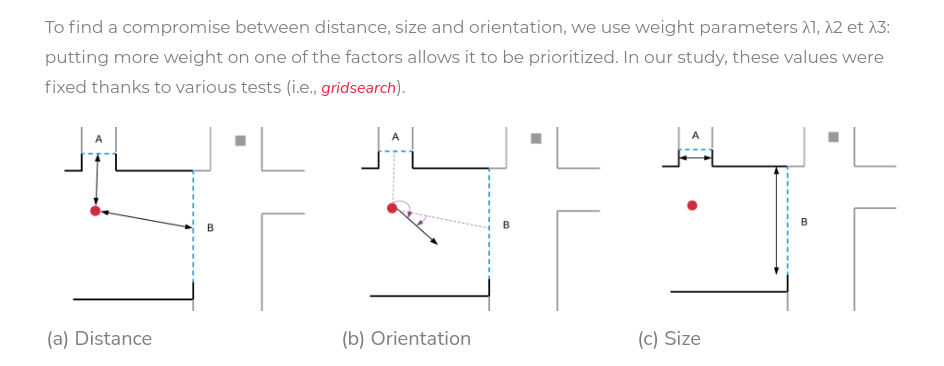 To find a compromise between distance, size and orientation, we use weight parameters λ1, λ2 et λ3:
putting more weight on one of the factors allows it to be prioritized. In our study, these values were
fixed thanks to various tests (i.e., gridsearch).
A
B
A
B
A
B
(a) Distance
(b) Orientation
(c) Size